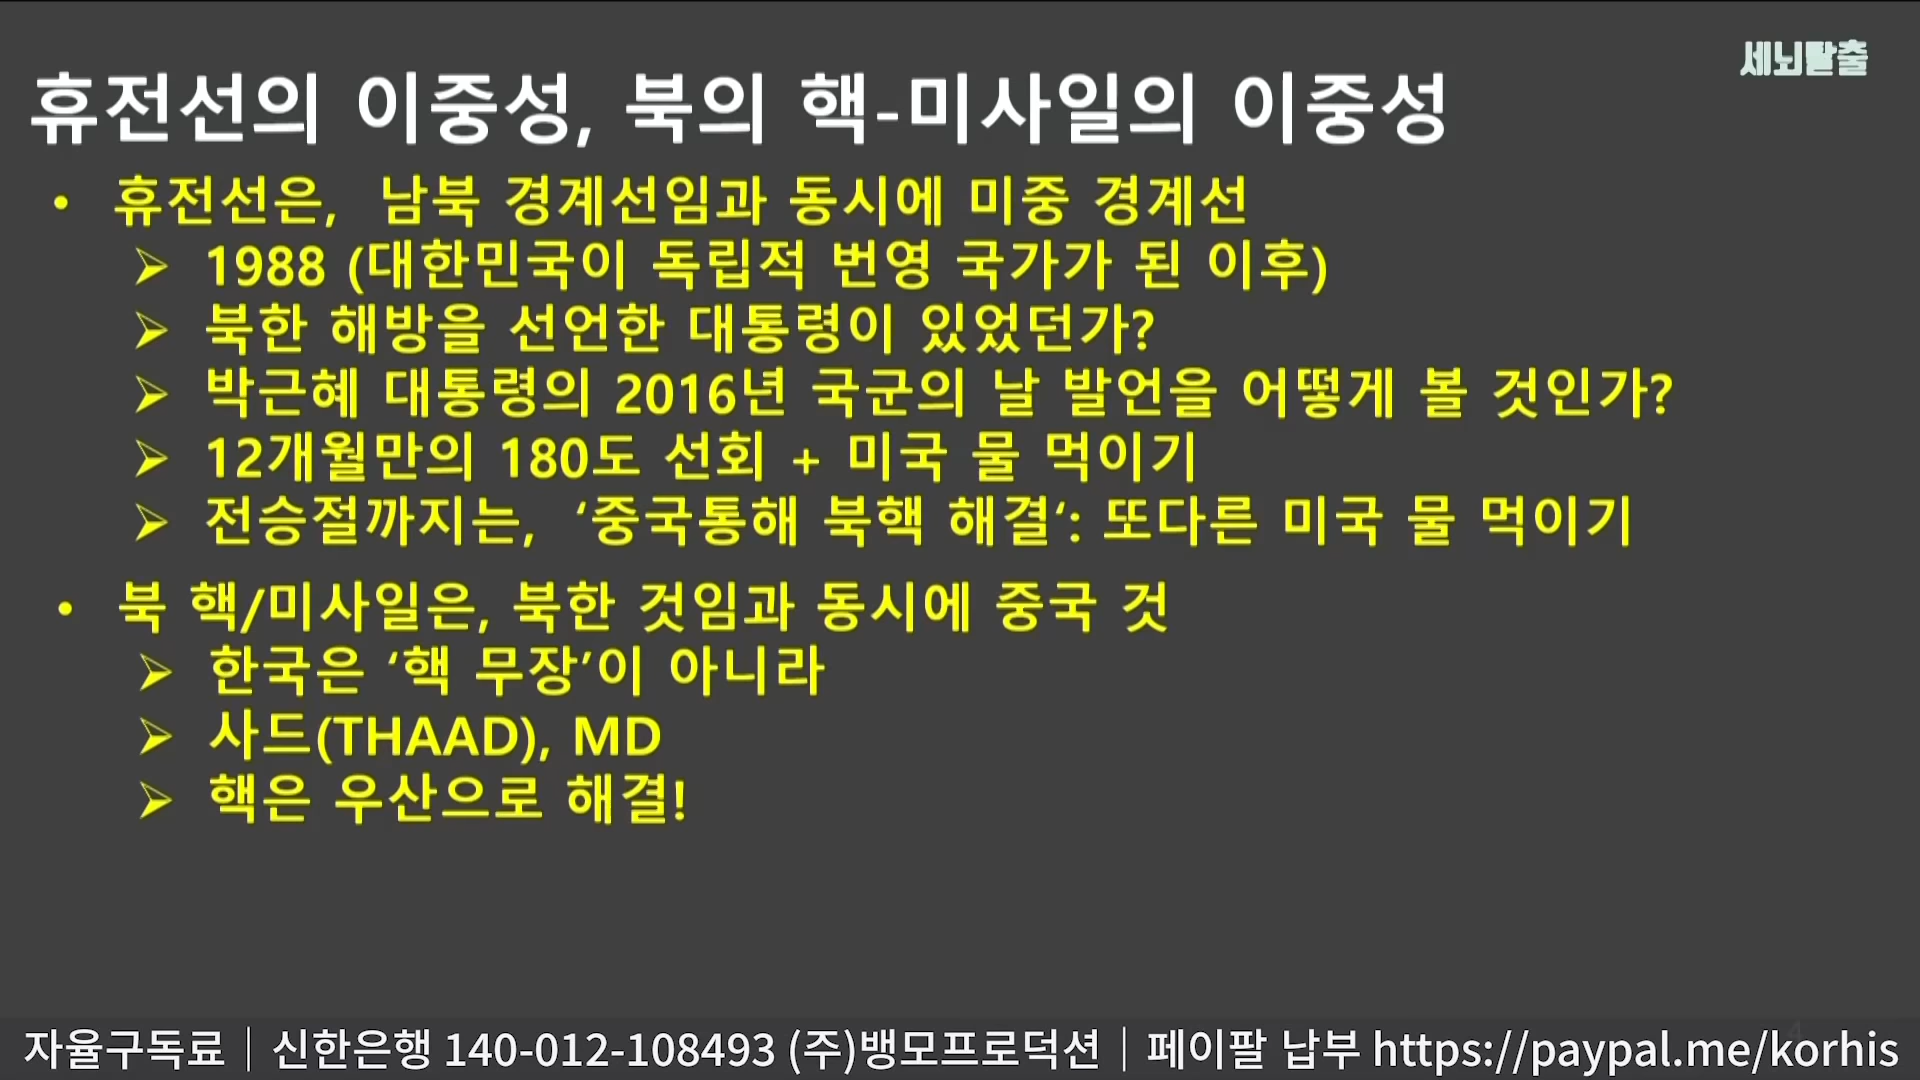 세뇌탈출
휴전선의 이중성, 북의 핵-미사일의 이중성
• 휴전선은, 남북 경계선임과 동시에 미중 경계선
➢ 1988 (대한민국이 독립적 번영 국가가 된 이후)
➢ 북한 해방을 선언한 대통령이 있었던가?
➢ 박근혜 대통령의 2016년 국군의 날 발언을 어떻게 볼 것인가?
➢ 12개월만의 180도 선회 + 미국 물 먹이기
➢ 전승절까지는, ‘중국통해 북핵 해결‘: 또다른 미국 물 먹이기
• 북 핵/미사일은, 북한 것임과 동시에 중국 것
➢ 한국은 ‘핵 무장’이 아니라
➢ 사드(THAAD), MD
➢ 핵은 우산으로 해결!
4
자율구독료｜신한은행 140-012-108493 (주)뱅모프로덕션｜페이팔 납부 https://paypal.me/korhis